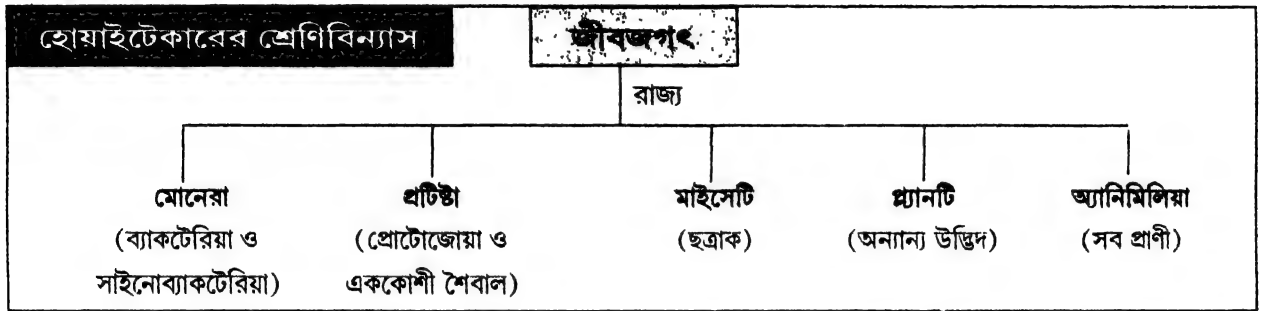 হোয়াইটেকারের শ্রেণিবিন্যাস
জীবজগৎ
রাজ্য
মোনেরা
(ব্যাকটেরিয়া ও
সাইনোব্যাকটেরিয়া)
প্রটিষ্টা
(প্রোটোজোয়া ও
এককোশী শৈবাল)
মাইসেটি
(ছত্রাক)
প্ল্যানটি
(অন্যান্য উদ্ভিদ)
অ্যানিমিলিয়া
(সব প্রাণী)